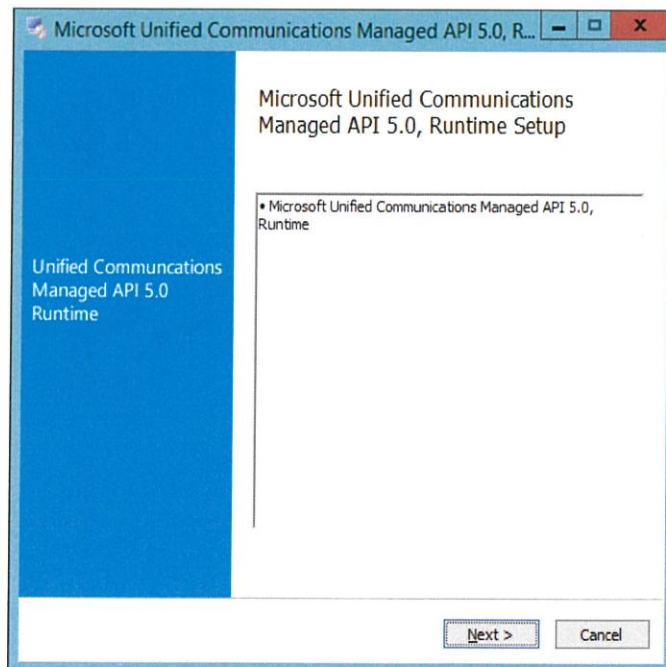 Microsoft Unified Communications Managed API 5.0, R...
Microsoft Unified Communications
Managed API 5.0, Runtime Setup
• Microsoft Unified Communications Managed API 5.0,
Runtime
Unified Communcations
Managed API 5.0
Runtime
Next >
Cancel